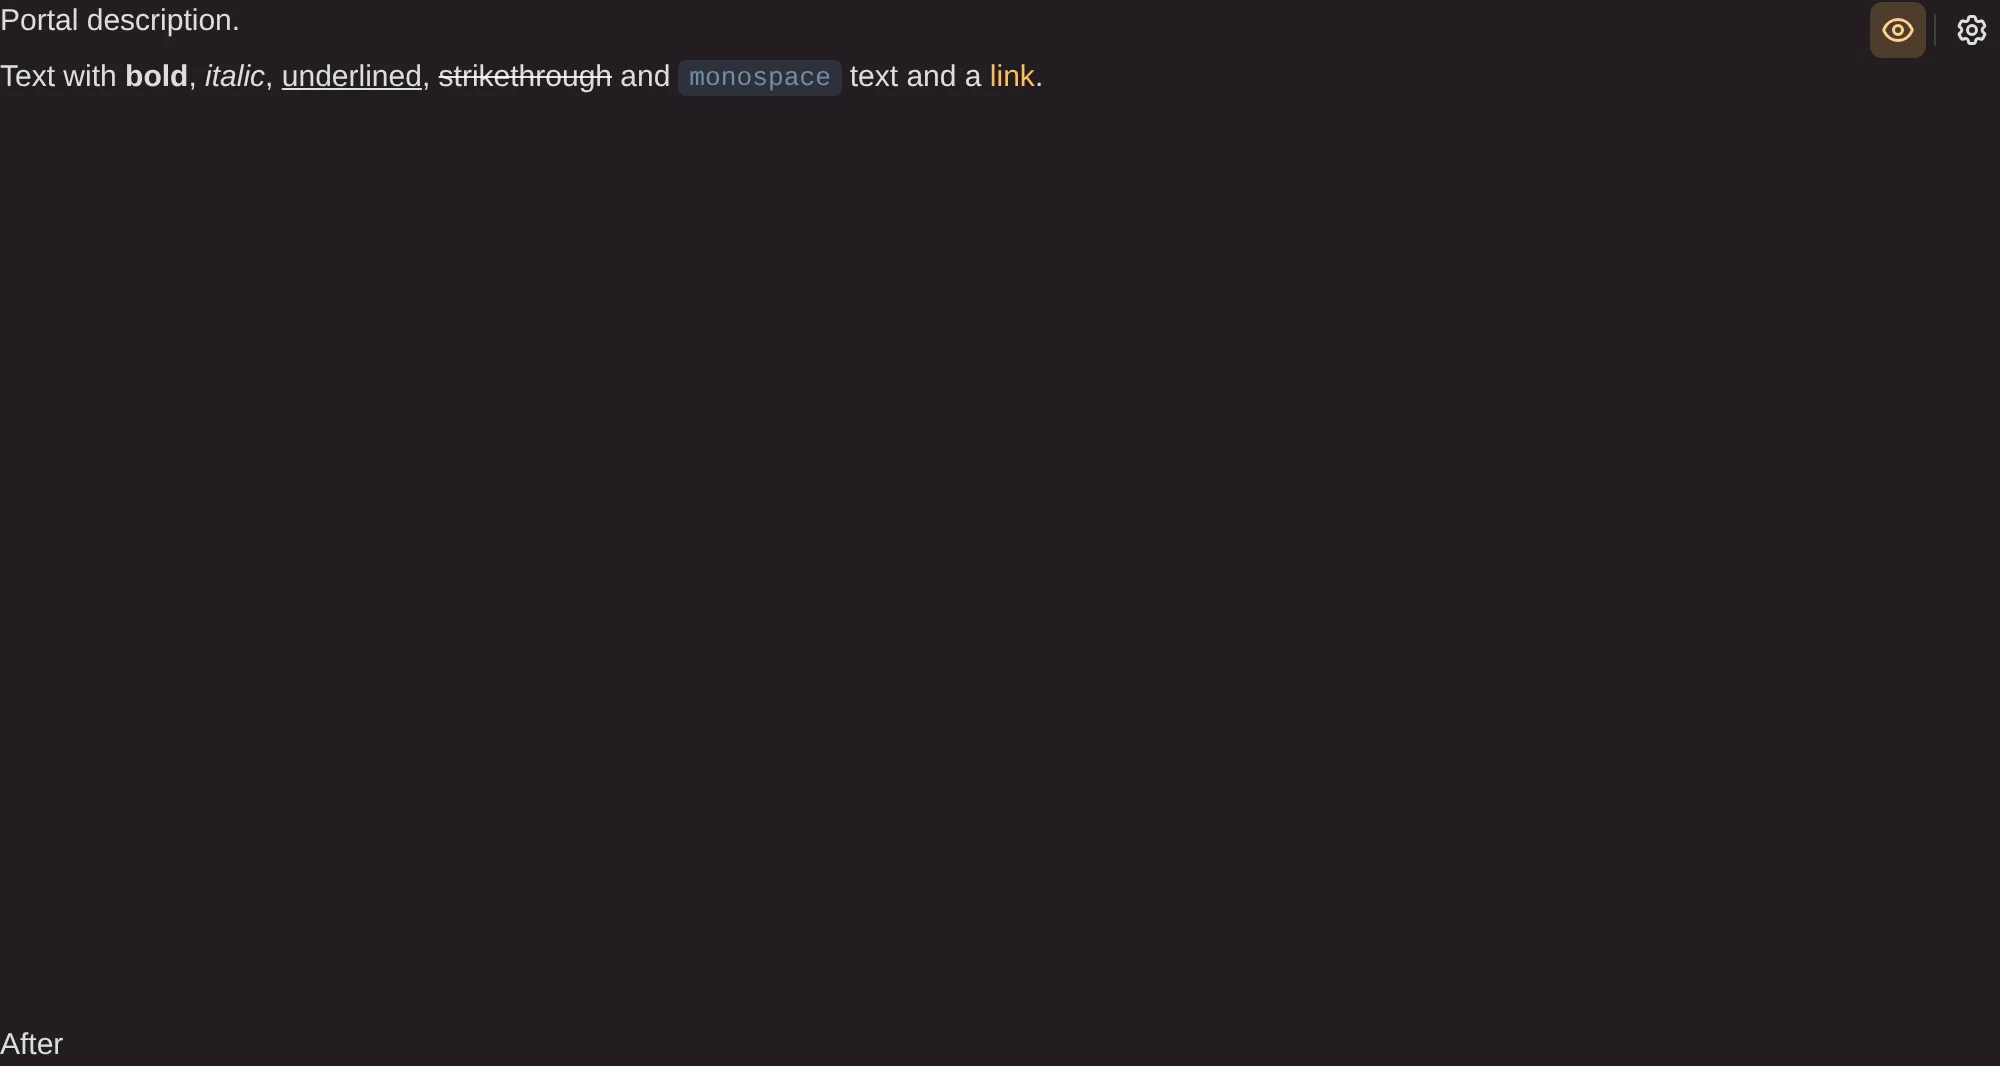 Portal description.
Text with bold, italic, underlined, strikethrough and monospace text and a link.
After